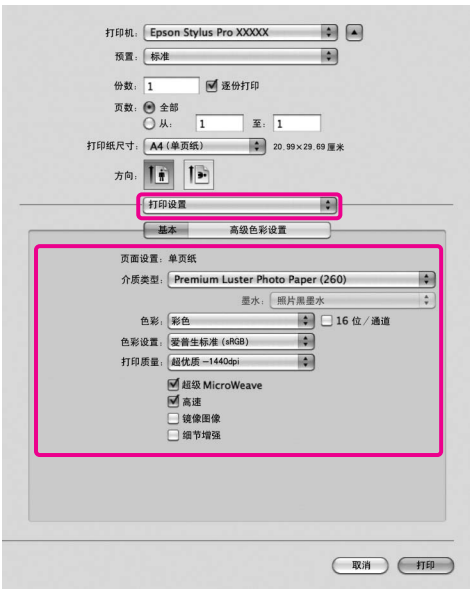 打印机: Epson Stylus Pro XXXXX
预置: 标准
份数: 1 逐份打印
页数: 全部
从: 1 至: 1
打印纸尺寸: A4 (单页纸) 20.99×29.69 厘米
方向:
打印设置
基本 高级色彩设置
页面设置: 单页纸
介质类型: Premium Luster Photo Paper (260)
墨水: 照片黑墨水
色彩: 彩色 16 位/通道
色彩设置: 爱普生标准 (sRGB)
打印质量: 超优质 -1440dpi
超级 MicroWeave
高速
镜像图像
细节增强
取消 打印